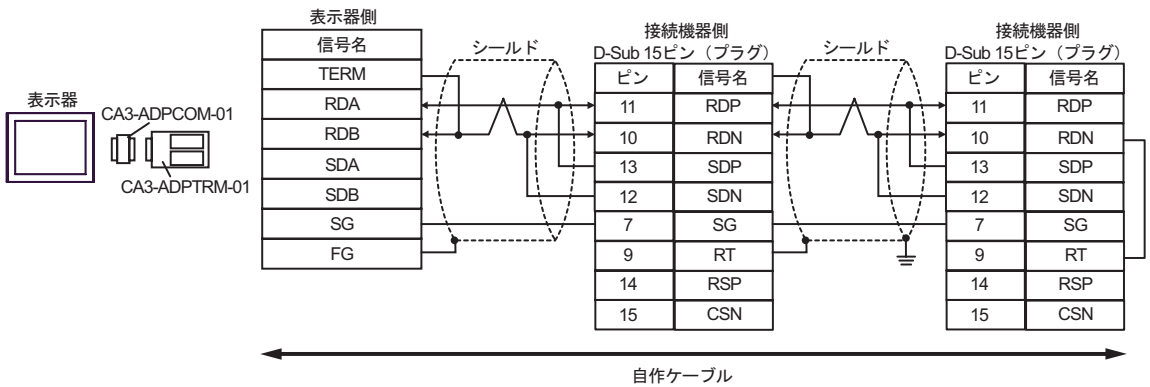 表示器
CA3-ADPCOM-01
CA3-ADPTRM-01
表示器側
信号名
TERM
RDA
RDB
SDA
SDB
SG
FG
シールド
接続機器側
D-Sub 15ピン（プラグ）
ピン 信号名
11 RDP
10 RDN
13 SDP
12 SDN
7 SG
9 RT
14 RSP
15 CSN
シールド
接続機器側
D-Sub 15ピン（プラグ）
ピン 信号名
11 RDP
10 RDN
13 SDP
12 SDN
7 SG
9 RT
14 RSP
15 CSN
自作ケーブル